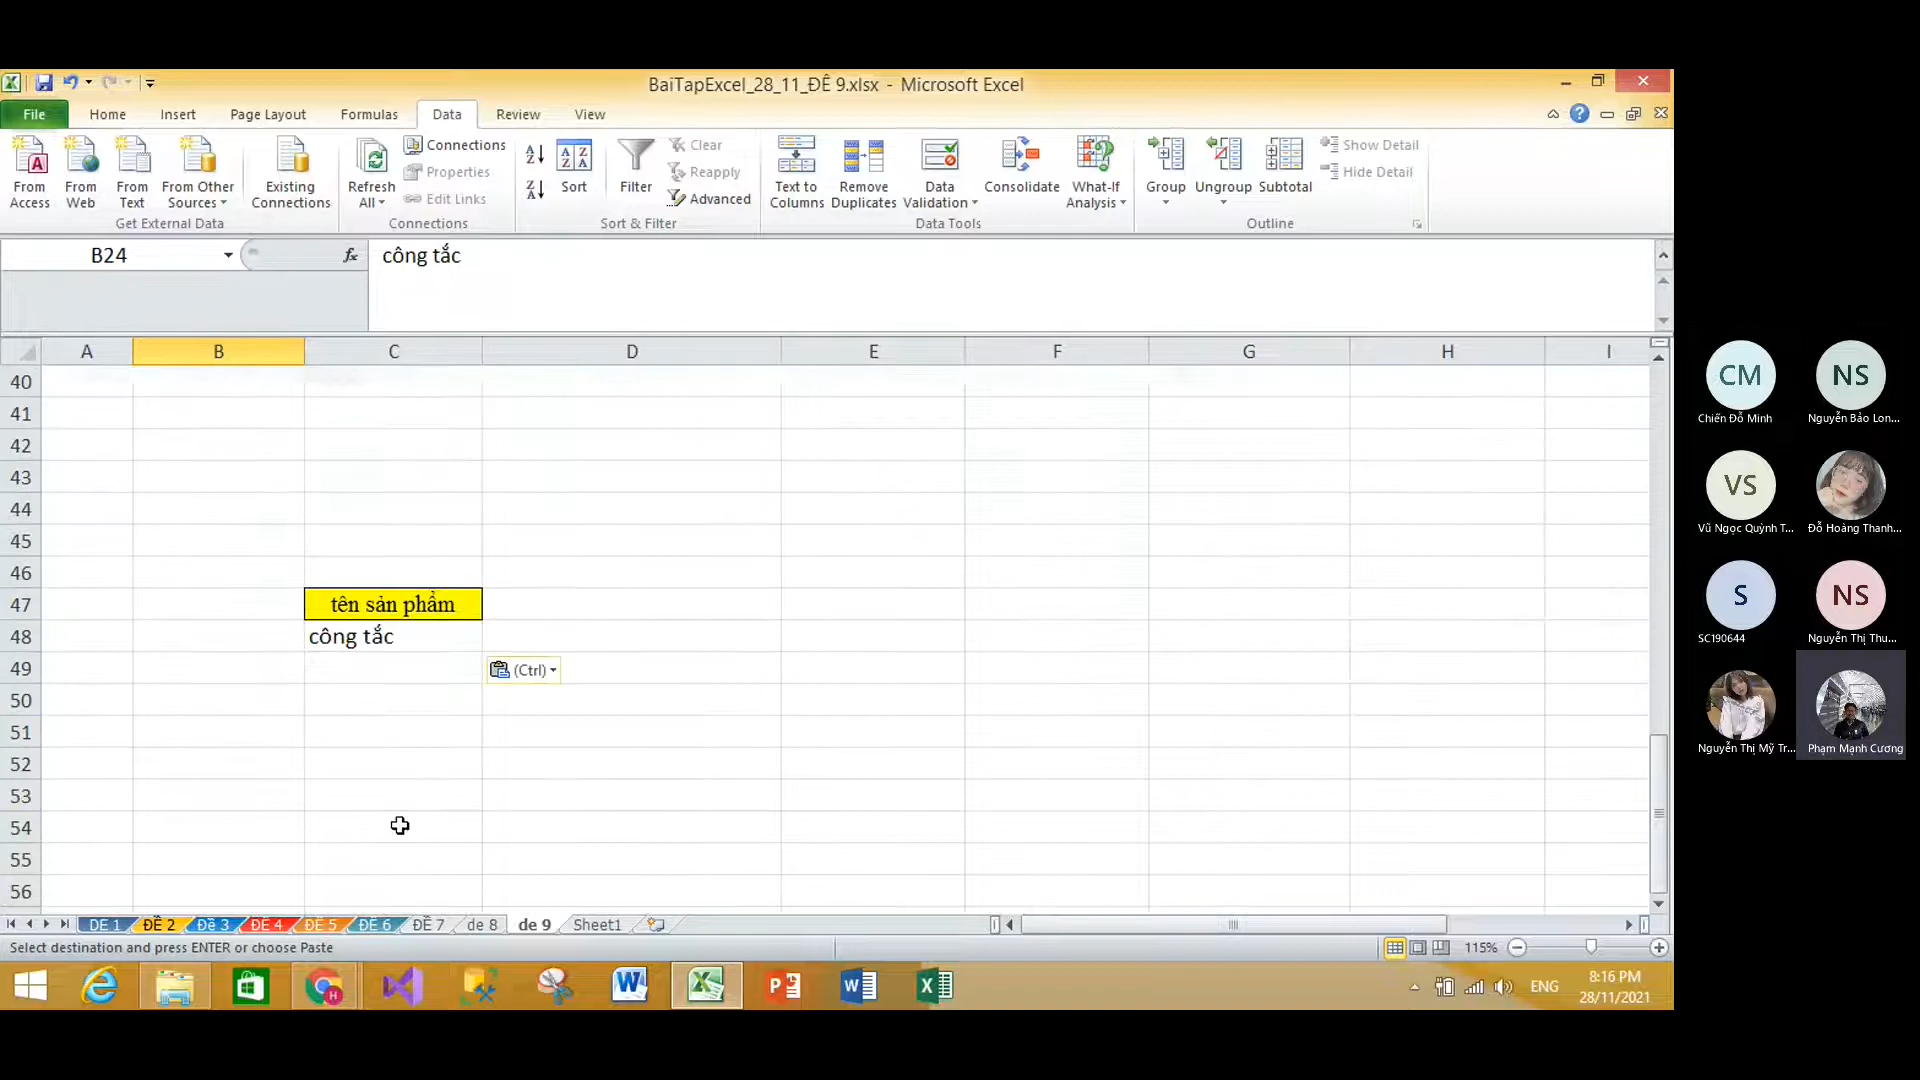 BaiTapExcel_28_11_ĐÊ 9.xlsx - Microsoft Excel
File Home Insert Page Layout Formulas Data Review View
From Access
From Web
From Text
From Other Sources
Existing Connections
Get External Data
Refresh All
Connections
Properties
Edit Links
Connections
Sort
Filter
Clear
Reapply
Advanced
Sort & Filter
Text to Columns
Remove Duplicates
Data Validation
Consolidate
What-If Analysis
Data Tools
Group
Ungroup
Subtotal
Show Detail
Hide Detail
Outline
B24 fx công tắc
A B C D E F G H I
40
41
42
43
44
45
46
47 tên sản phẩm
48 công tắc
49 (Ctrl)
50
51
52
53
54
55
56
DE 1 ĐỀ 2 Đề 3 ĐỀ 4 ĐỀ 5 ĐỀ 6 ĐỀ 7 de 8 de 9 Sheet1
Select destination and press ENTER or choose Paste 115%
ENG 8:16 PM
28/11/2021
CM NS
Chiến Đỗ Minh Nguyễn Bảo Lon...
VS
Vũ Ngọc Quỳnh T... Đỗ Hoàng Thanh...
S NS
SC190644 Nguyễn Thị Thu...
Nguyễn Thị Mỹ Tr... Phạm Mạnh Cương